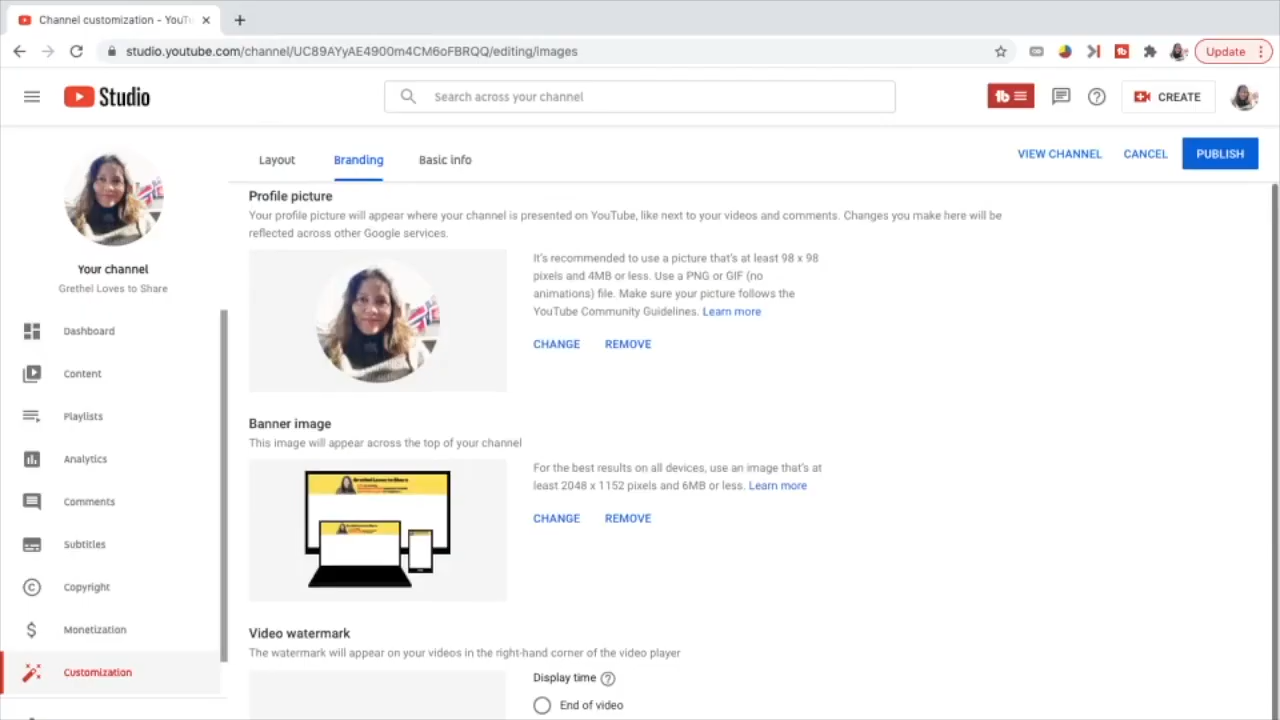 Channel customization - YouTu
studio.youtube.com/channel/UC89AYyAE4900m4CM6oFBRQQ/editing/images
Update
Studio
Search across your channel
CREATE
Layout
Branding
Basic info
VIEW CHANNEL
CANCEL
PUBLISH
Your channel
Grethel Loves to Share
Dashboard
Content
Playlists
Analytics
Comments
Subtitles
Copyright
Monetization
Customization
Profile picture
Your profile picture will appear where your channel is presented on YouTube, like next to your videos and comments. Changes you make here will be
reflected across other Google services.
It's recommended to use a picture that's at least 98 x 98
pixels and 4MB or less. Use a PNG or GIF (no
animations) file. Make sure your picture follows the
YouTube Community Guidelines. Learn more
CHANGE
REMOVE
Banner image
This image will appear across the top of your channel
Grethel Loves to Share
For the best results on all devices, use an image that's at
least 2048 x 1152 pixels and 6MB or less. Learn more
CHANGE
REMOVE
Video watermark
The watermark will appear on your videos in the right-hand corner of the video player
Display time
End of video